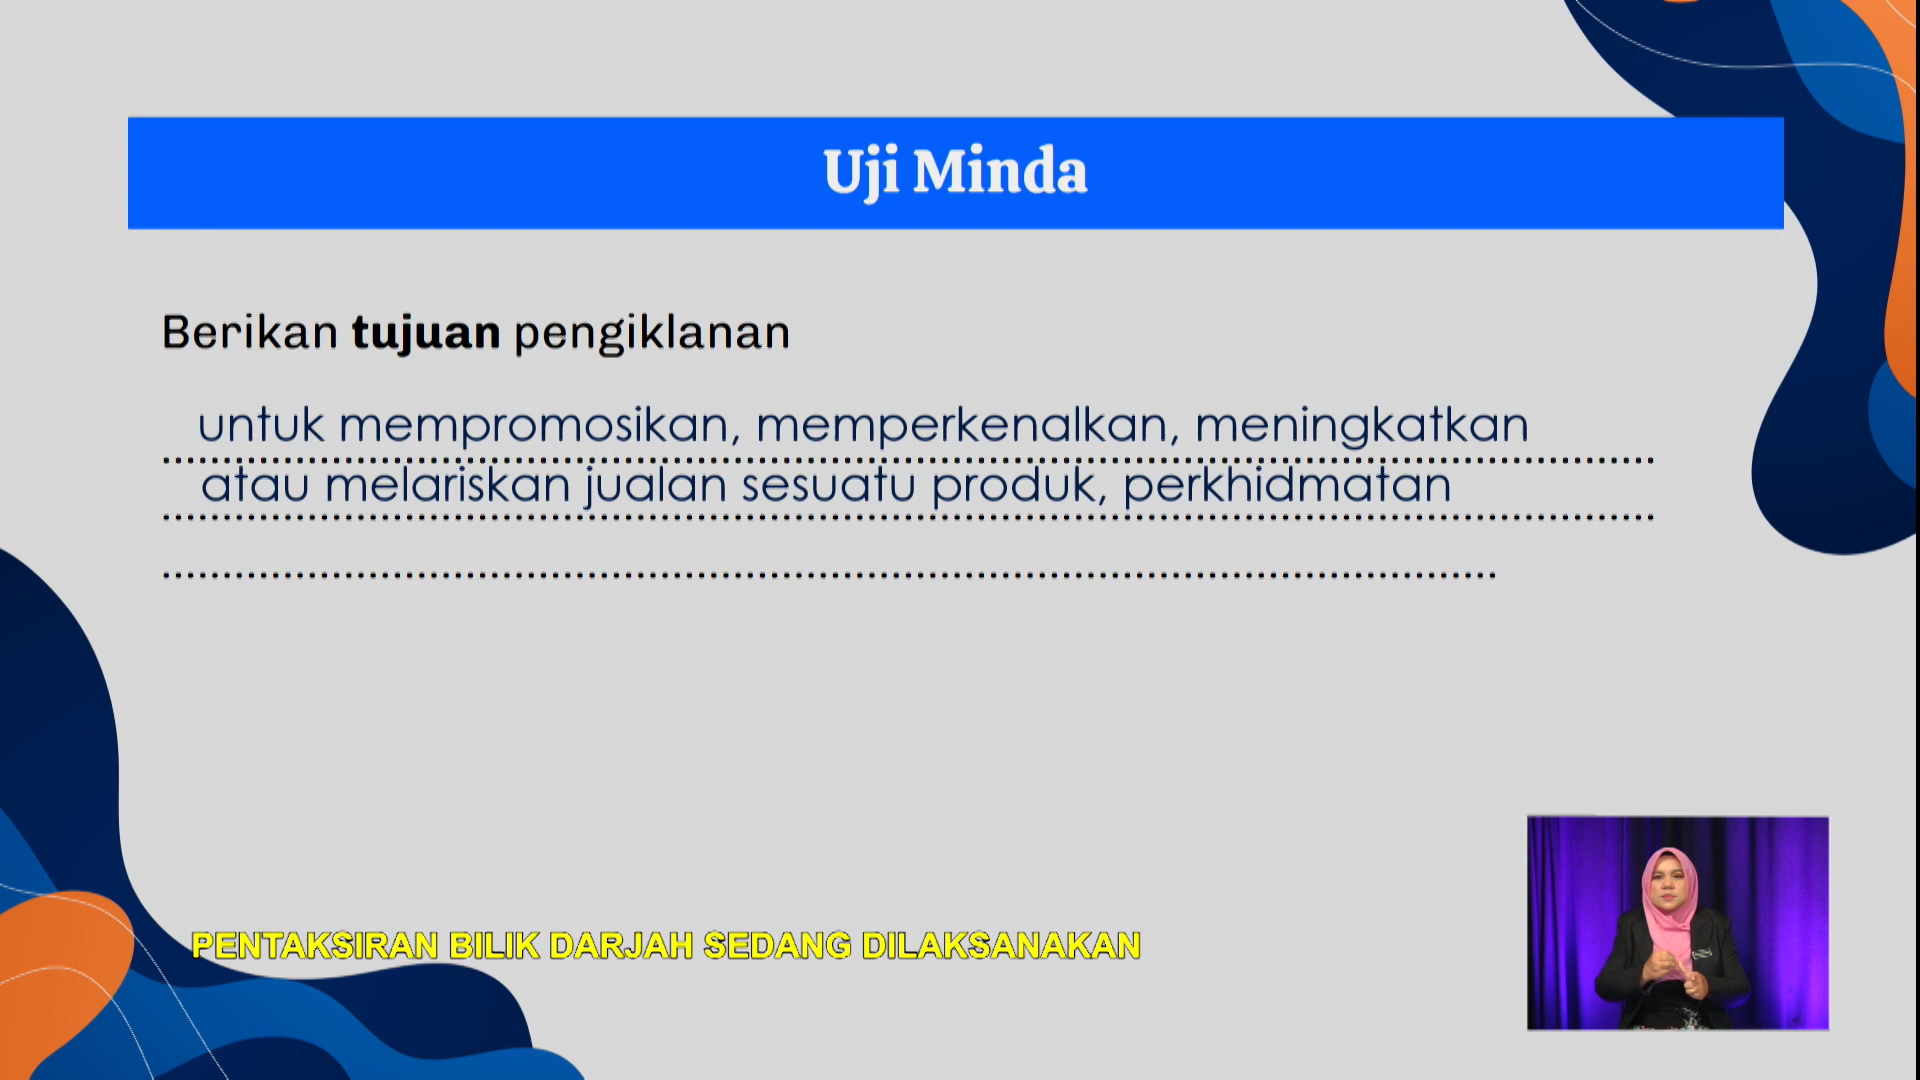 Uji Minda
Berikan tujuan pengiklanan
untuk mempromosikan, memperkenalkan, meningkatkan
atau melariskan jualan sesuatu produk, perkhidmatan
PENTAKSIRAN BILIK DARJAH SEDANG DILAKSANAKAN